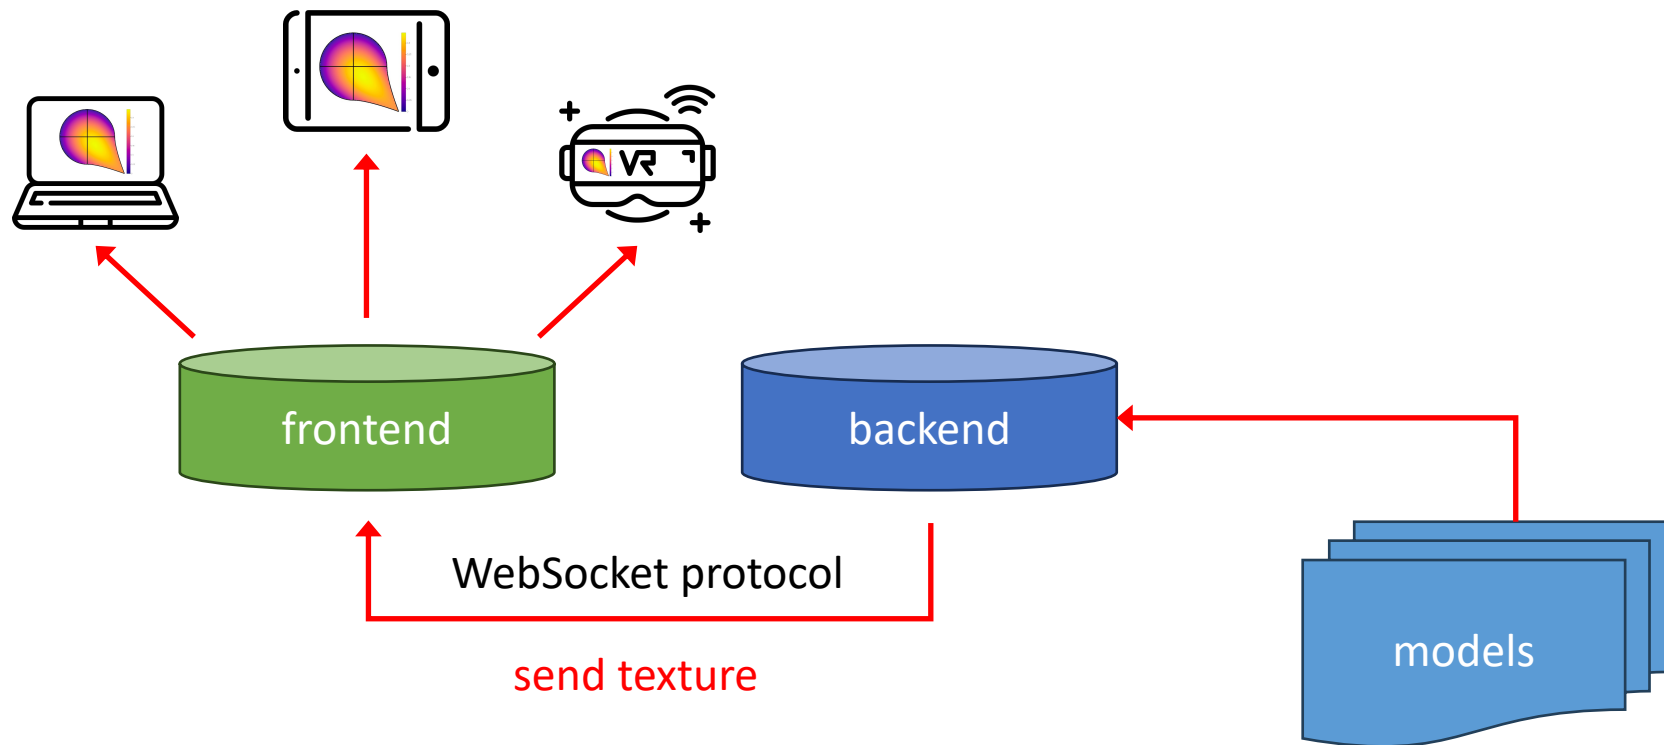 VR
frontend
backend
WebSocket protocol
send texture
models